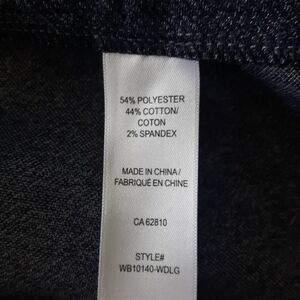 54% POLYESTER
44% COTTON/
COTON
2% SPANDEX
MADE IN CHINA/
FABRIQUÉ EN CHINE
CA 62810
STYLE#
WB10140-WDLG